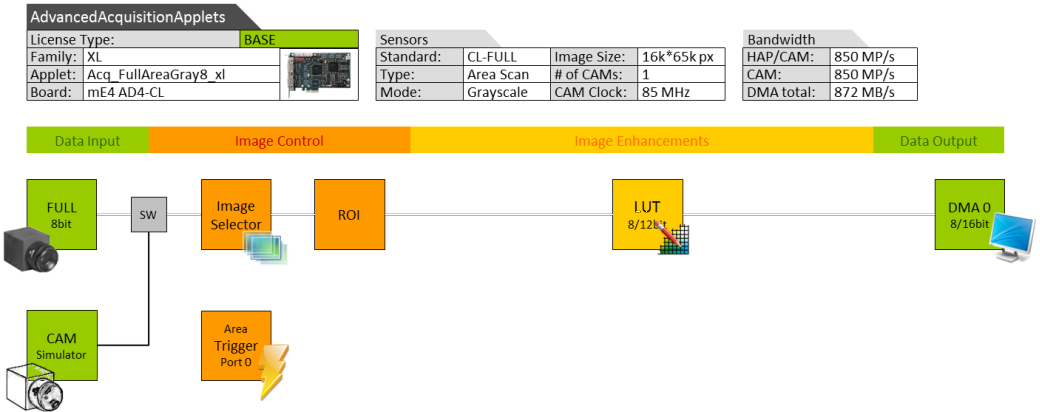 AdvancedAcquisitionApplets
License Type: BASE
Family: XL
Applet: Acq_FullAreaGray8_xl
Board: mE4 AD4-CL
Sensors
Standard: CL-FULL Image Size: 16k*65k px
Type: Area Scan # of CAMs: 1
Mode: Grayscale CAM Clock: 85 MHz
Bandwidth
HAP/CAM: 850 MP/s
CAM: 850 MP/s
DMA total: 872 MB/s
Data Input Image Control Image Enhancements Data Output
FULL
8bit
SW
Image
Selector
ROI
LUT
8/12bit
DMA 0
8/16bit
CAM
Simulator
Area
Trigger
Port 0